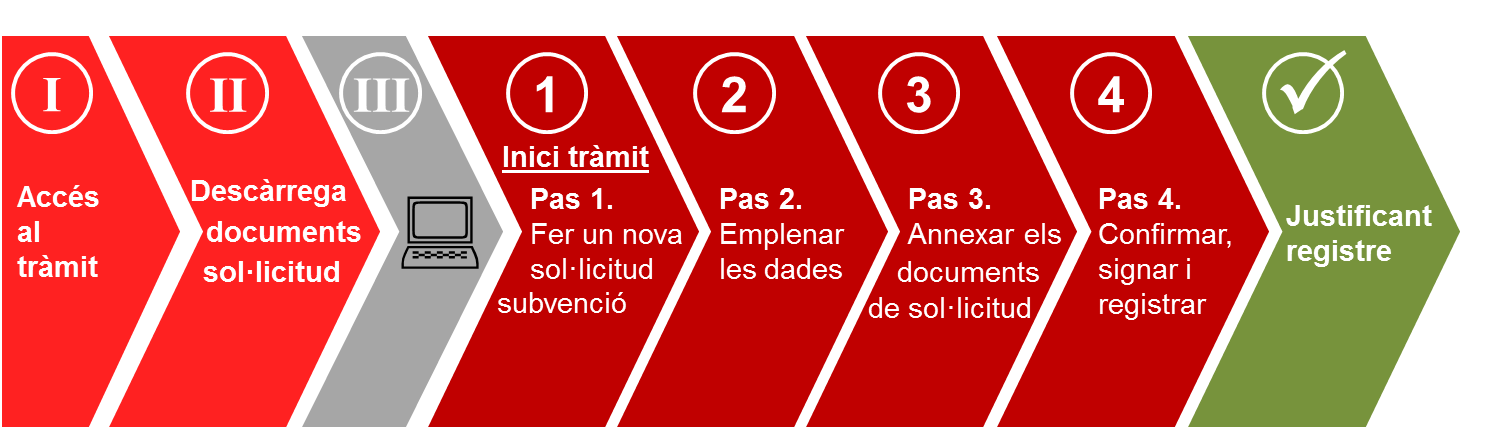 I
Accés
al
tràmit
II
Descàrrega
documents
sol·licitud
III
1
Inici tràmit
Pas 1.
Fer un nova
sol·licitud
subvenció
2
Pas 2.
Emplenar
les dades
3
Pas 3.
Annexar els
documents
de sol·licitud
4
Pas 4.
Confirmar,
signar i
registrar
Justificant
registre